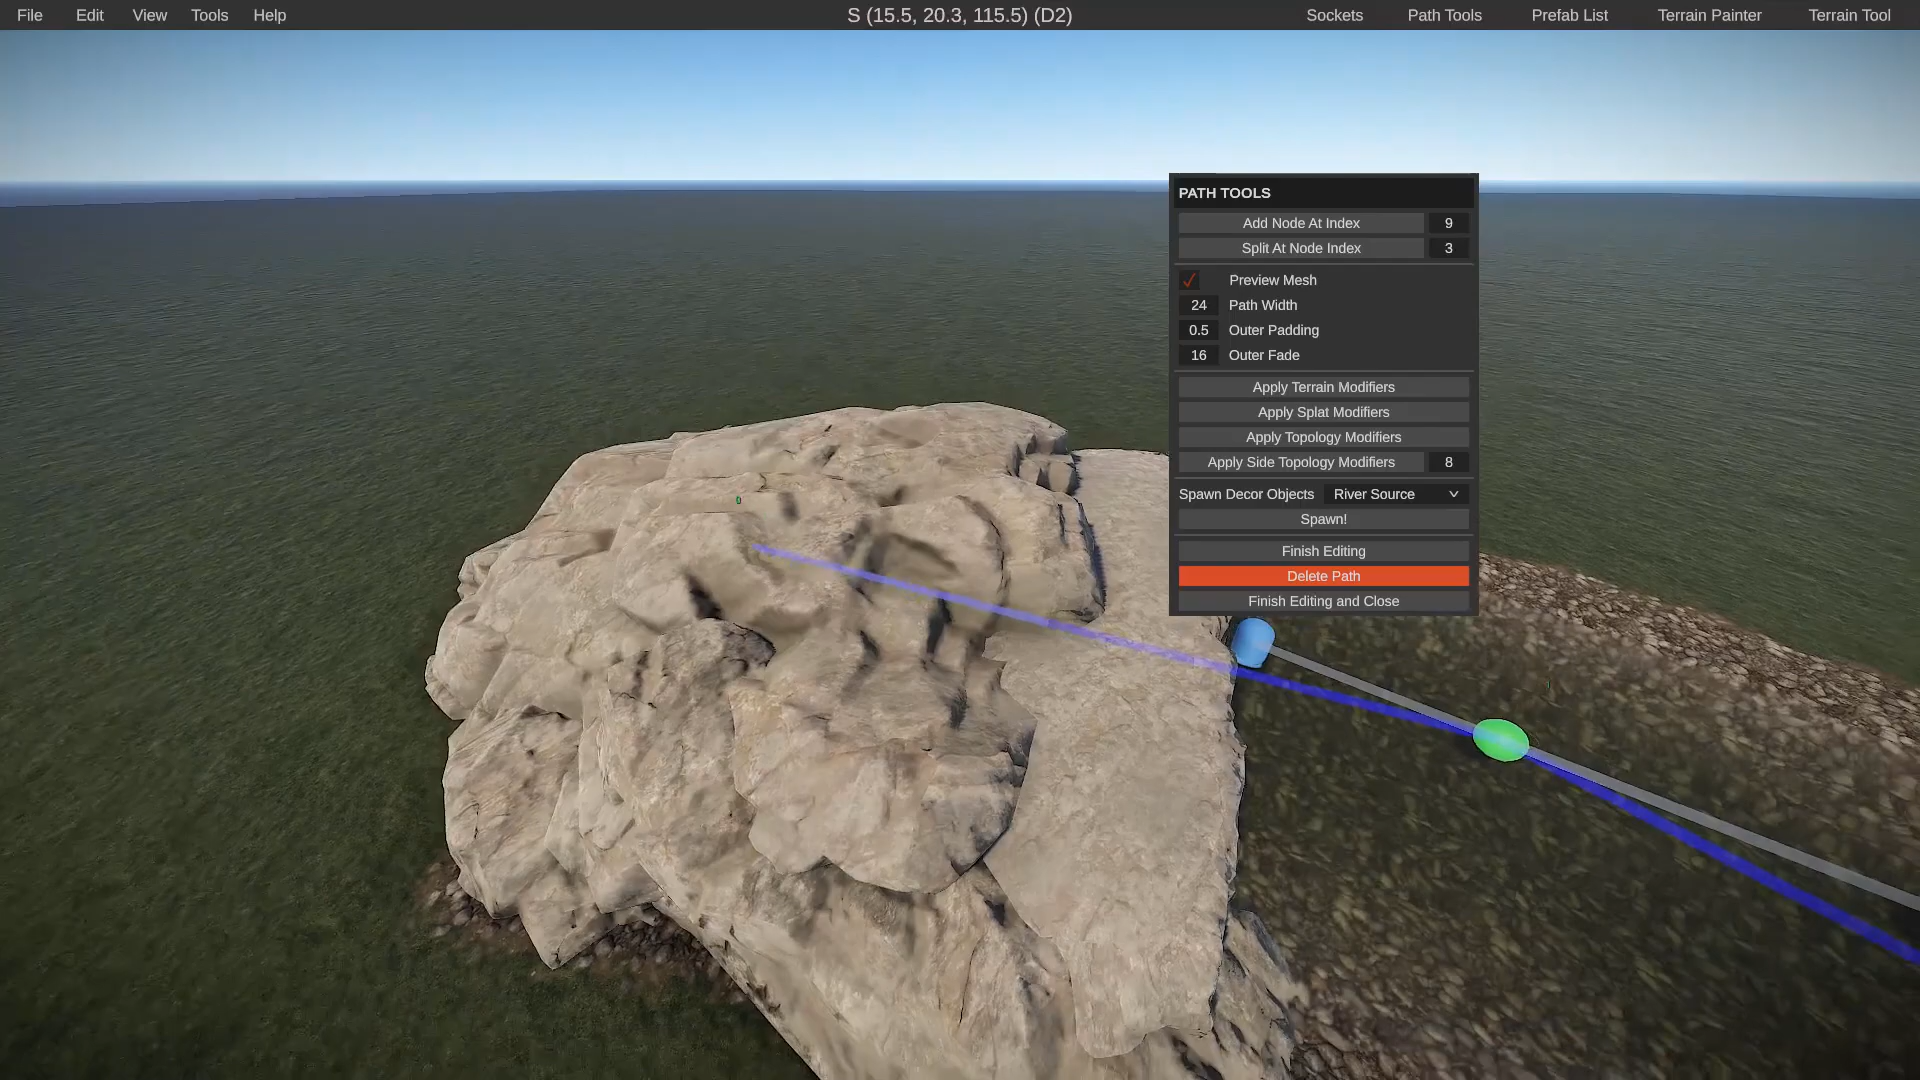 File Edit View Tools Help S (15.5, 20.3, 115.5) (D2) Sockets Path Tools Prefab List Terrain Painter Terrain Tool
PATH TOOLS
Add Node At Index 9
Split At Node Index 3
Preview Mesh
24 Path Width
0.5 Outer Padding
16 Outer Fade
Apply Terrain Modifiers
Apply Splat Modifiers
Apply Topology Modifiers
Apply Side Topology Modifiers 8
Spawn Decor Objects River Source
Spawn!
Finish Editing
Delete Path
Finish Editing and Close